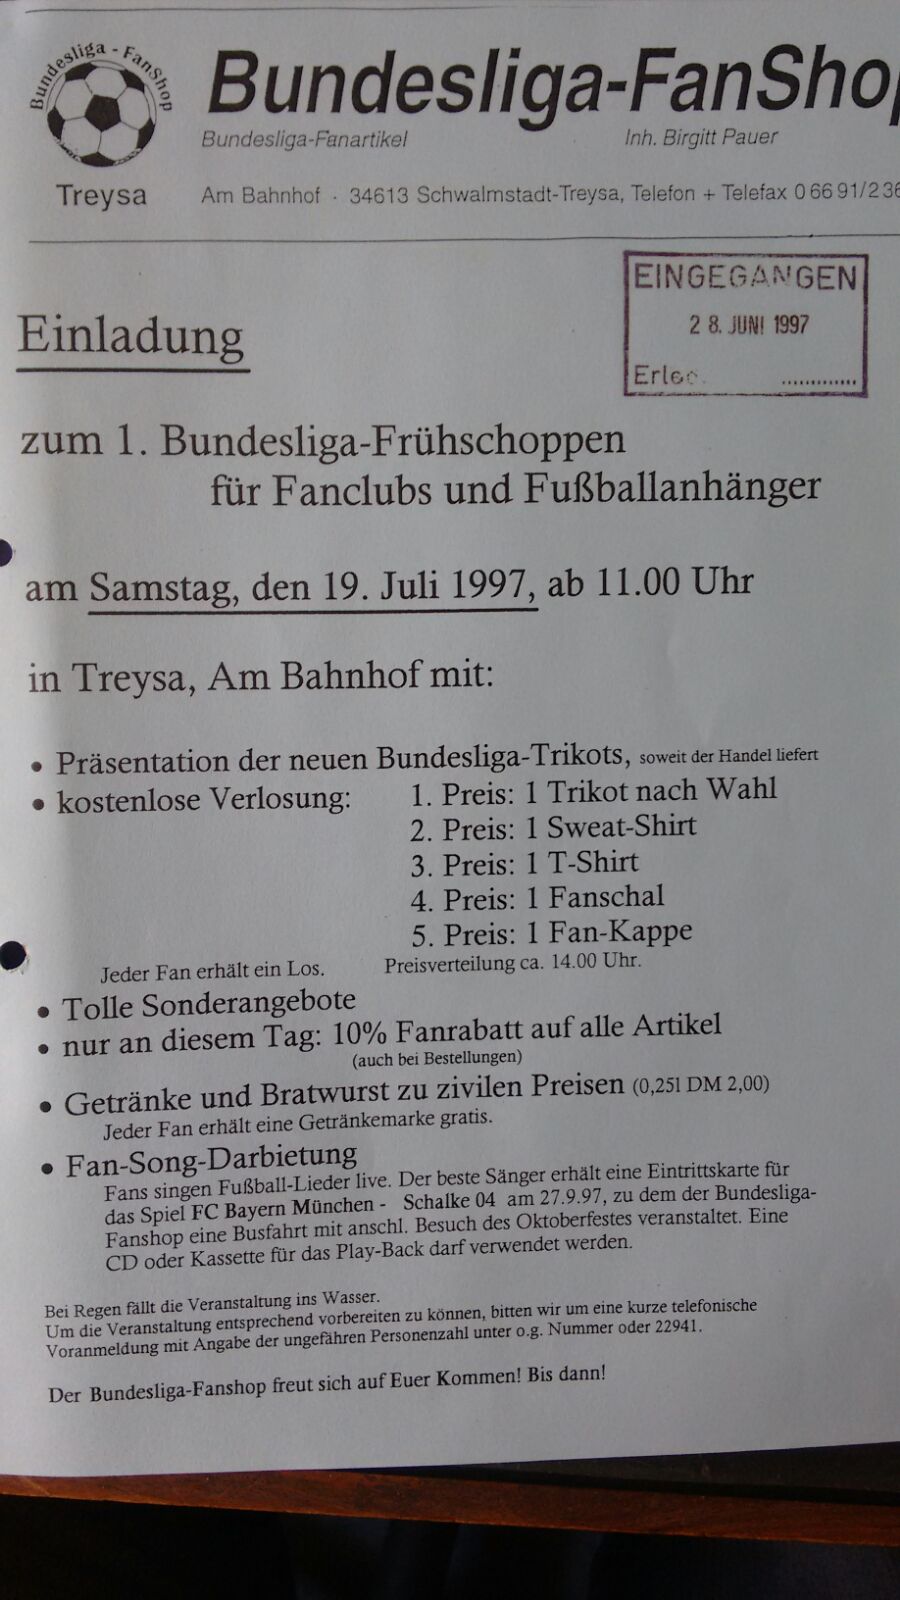 Bundesliga - FanShop
Treysa
Bundesliga-FanShop
Bundesliga-Fanartikel Inh. Birgitt Pauer
Am Bahnhof · 34613 Schwalmstadt-Treysa, Telefon + Telefax 0 66 91/2 36
EINGEGANGEN
2 8. JUNI 1997
Erled. .............
Einladung
zum 1. Bundesliga-Frühschoppen
für Fanclubs und Fußballanhänger
am Samstag, den 19. Juli 1997, ab 11.00 Uhr
in Treysa, Am Bahnhof mit:
• Präsentation der neuen Bundesliga-Trikots, soweit der Handel liefert
• kostenlose Verlosung: 1. Preis: 1 Trikot nach Wahl
2. Preis: 1 Sweat-Shirt
3. Preis: 1 T-Shirt
4. Preis: 1 Fanschal
5. Preis: 1 Fan-Kappe
Jeder Fan erhält ein Los. Preisverteilung ca. 14.00 Uhr.
• Tolle Sonderangebote
• nur an diesem Tag: 10% Fanrabatt auf alle Artikel
(auch bei Bestellungen)
• Getränke und Bratwurst zu zivilen Preisen (0,25l DM 2,00)
Jeder Fan erhält eine Getränkemarke gratis.
• Fan-Song-Darbietung
Fans singen Fußball-Lieder live. Der beste Sänger erhält eine Eintrittskarte für
das Spiel FC Bayern München - Schalke 04 am 27.9.97, zu dem der Bundesliga-
Fanshop eine Busfahrt mit anschl. Besuch des Oktoberfestes veranstaltet. Eine
CD oder Kassette für das Play-Back darf verwendet werden.
Bei Regen fällt die Veranstaltung ins Wasser.
Um die Veranstaltung entsprechend vorbereiten zu können, bitten wir um eine kurze telefonische
Voranmeldung mit Angabe der ungefähren Personenzahl unter o.g. Nummer oder 22941.
Der Bundesliga-Fanshop freut sich auf Euer Kommen! Bis dann!